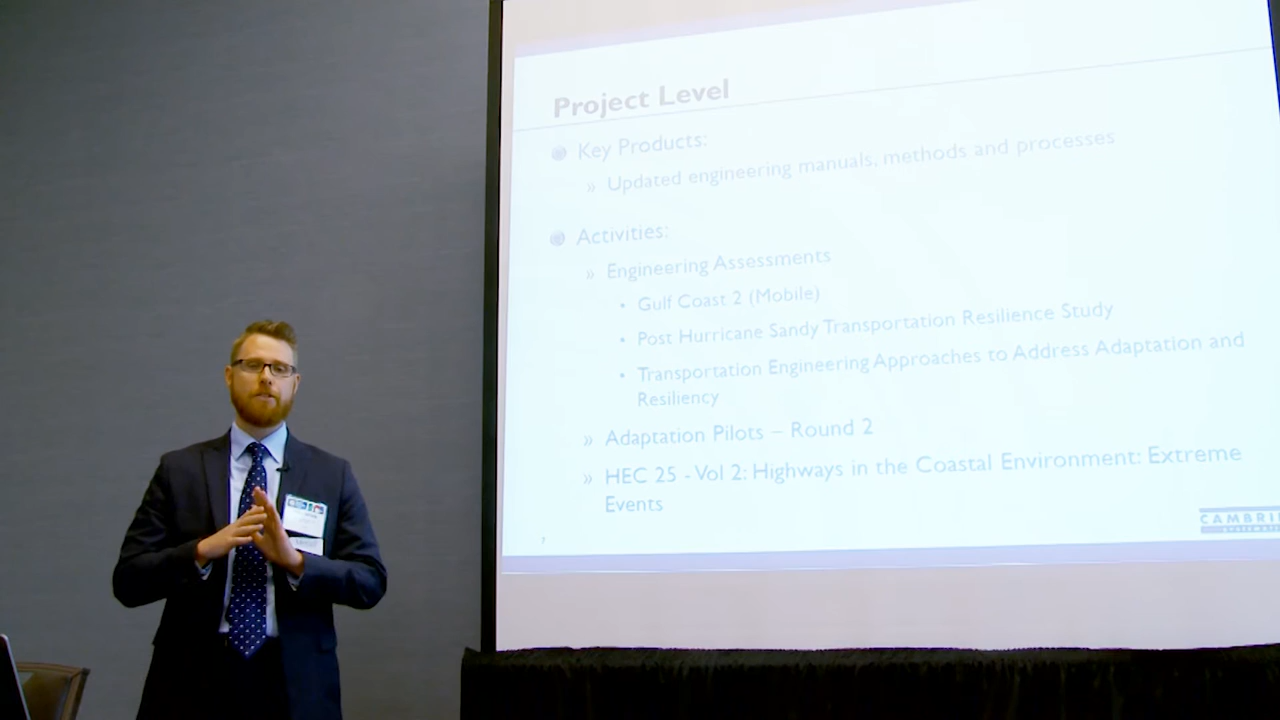 Project Level
Key Products:
» Updated engineering manuals, methods and processes
Activities:
» Engineering Assessments
• Gulf Coast 2 (Mobile)
• Post Hurricane Sandy Transportation Resilience Study
• Transportation Engineering Approaches to Address Adaptation and
Resiliency
» Adaptation Pilots – Round 2
» HEC 25 - Vol 2: Highways in the Coastal Environment: Extreme
Events
7
CAMBRI